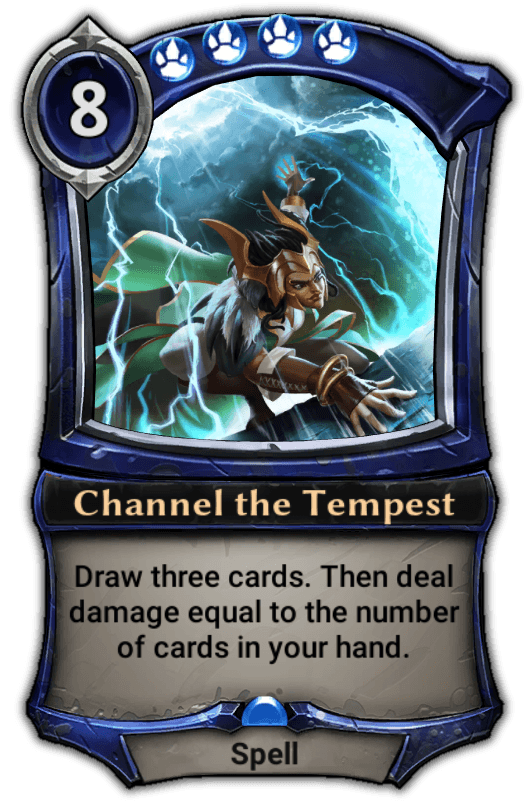 8
Channel the Tempest
Draw three cards. Then deal
damage equal to the number
of cards in your hand.
Spell